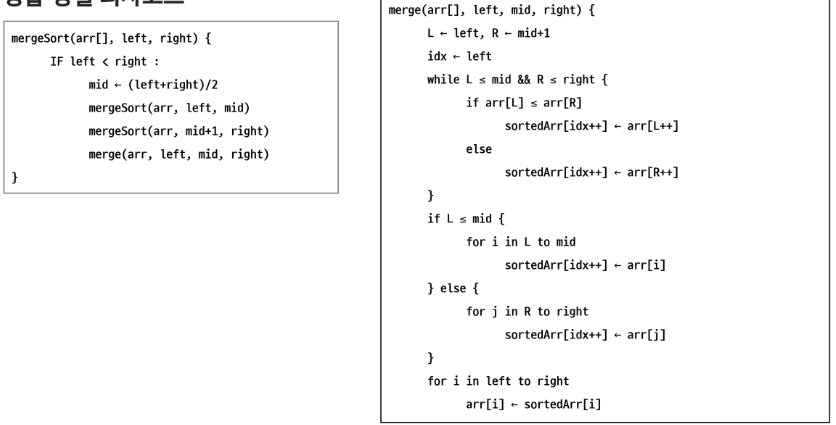 mergeSort(arr[], left, right) {
IF left < right :
mid ← (left+right)/2
mergeSort(arr, left, mid)
mergeSort(arr, mid+1, right)
merge(arr, left, mid, right)
}
merge(arr[], left, mid, right) {
L ← left, R ← mid+1
idx ← left
while L ≤ mid && R ≤ right {
if arr[L] ≤ arr[R]
sortedArr[idx++] ← arr[L++]
else
sortedArr[idx++] ← arr[R++]
}
if L ≤ mid {
for i in L to mid
sortedArr[idx++] ← arr[i]
} else {
for j in R to right
sortedArr[idx++] ← arr[j]
}
for i in left to right
arr[i] ← sortedArr[i]